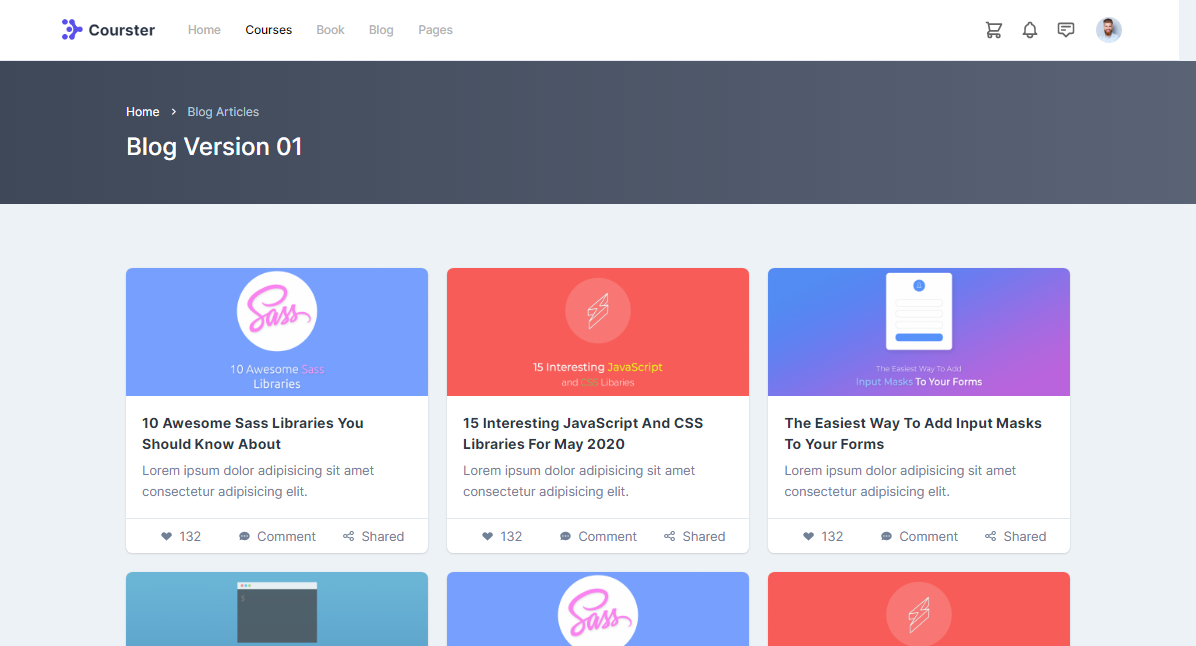 Courster Home Courses Book Blog Pages
Home > Blog Articles
Blog Version 01
Sass
10 Awesome Sass
Libraries
15 Interesting JavaScript
and CSS Libaries
The Easiest Way To Add
Input Masks To Your Forms
10 Awesome Sass Libraries You
Should Know About
Lorem ipsum dolor adipisicing sit amet
consectetur adipisicing elit.
132 Comment Shared
15 Interesting JavaScript And CSS
Libraries For May 2020
Lorem ipsum dolor adipisicing sit amet
consectetur adipisicing elit.
132 Comment Shared
The Easiest Way To Add Input Masks
To Your Forms
Lorem ipsum dolor adipisicing sit amet
consectetur adipisicing elit.
132 Comment Shared
$
Sass